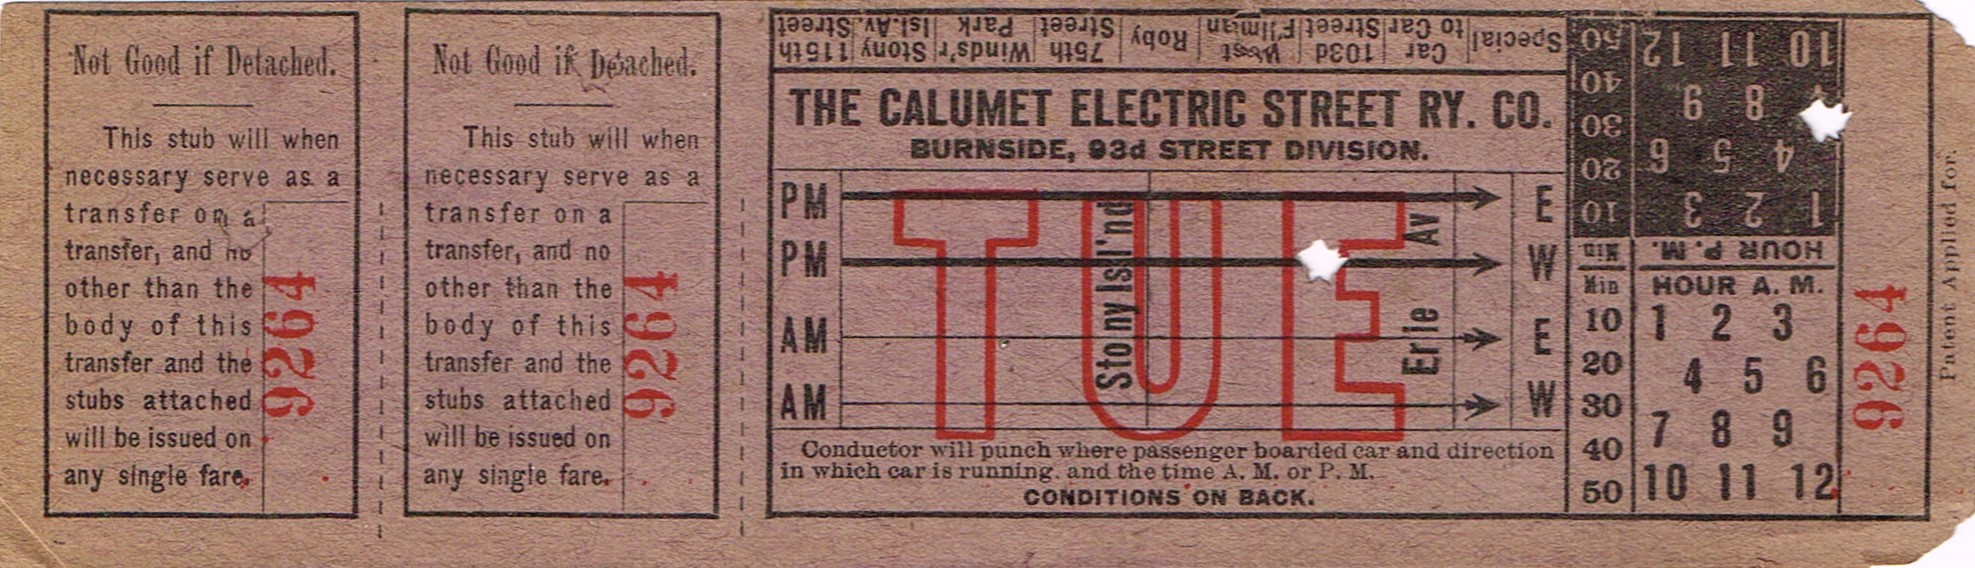 Not Good if Detached.
This stub will when
necessary serve as a
transfer on a
transfer, and no
other than the
body of this
transfer and the
stubs attached
will be issued on
any single fare.
9264
Not Good if Detached.
This stub will when
necessary serve as a
transfer on a
transfer, and no
other than the
body of this
transfer and the
stubs attached
will be issued on
any single fare.
9264
Special to Car
Car Street
103d F'lman
West
Roby
75th Street
Winds'r Park
Stony Isl.Av.
115th Street
THE CALUMET ELECTRIC STREET RY. CO.
BURNSIDE, 93d STREET DIVISION.
TUE
PM E
PM W
AM E
AM W
Stony Isl'nd
Erie Av
Conductor will punch where passenger boarded car and direction
in which car is running, and the time A. M. or P. M.
CONDITIONS ON BACK.
HOUR P. M.
1 2 3
4 5 6
8 9
10 11 12
Min
10
20
30
40
50
HOUR A. M.
1 2 3
4 5 6
7 8 9
10 11 12
Min
10
20
30
40
50
9264
Patent Applied for.